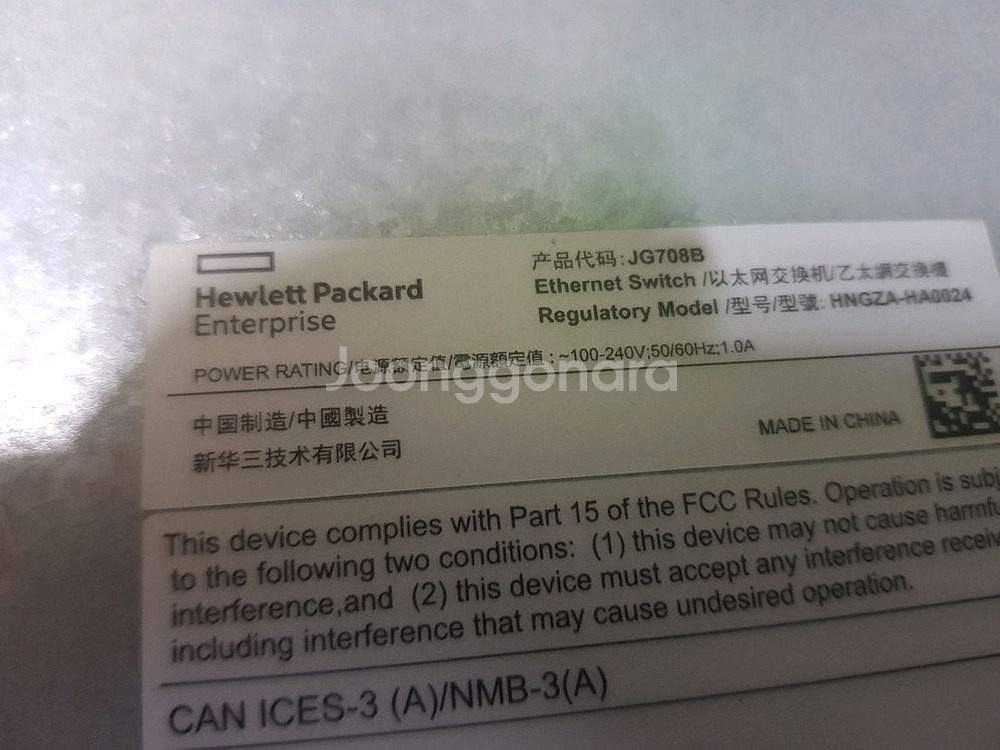 Hewlett Packard
Enterprise
产品代码: JG708B
Ethernet Switch /以太网交换机/乙太網交換機
Regulatory Model /型号/型號: HNGZA-HA0024
POWER RATING/电源额定值/電源額定值 : ~100-240V;50/60Hz;1.0A
Joonggonara
中国制造/中國製造
新华三技术有限公司
MADE IN CHINA
This device complies with Part 15 of the FCC Rules. Operation is subj
to the following two conditions: (1) this device may not cause harmfu
interference,and (2) this device must accept any interference receiv
including interference that may cause undesired operation.
CAN ICES-3 (A)/NMB-3(A)